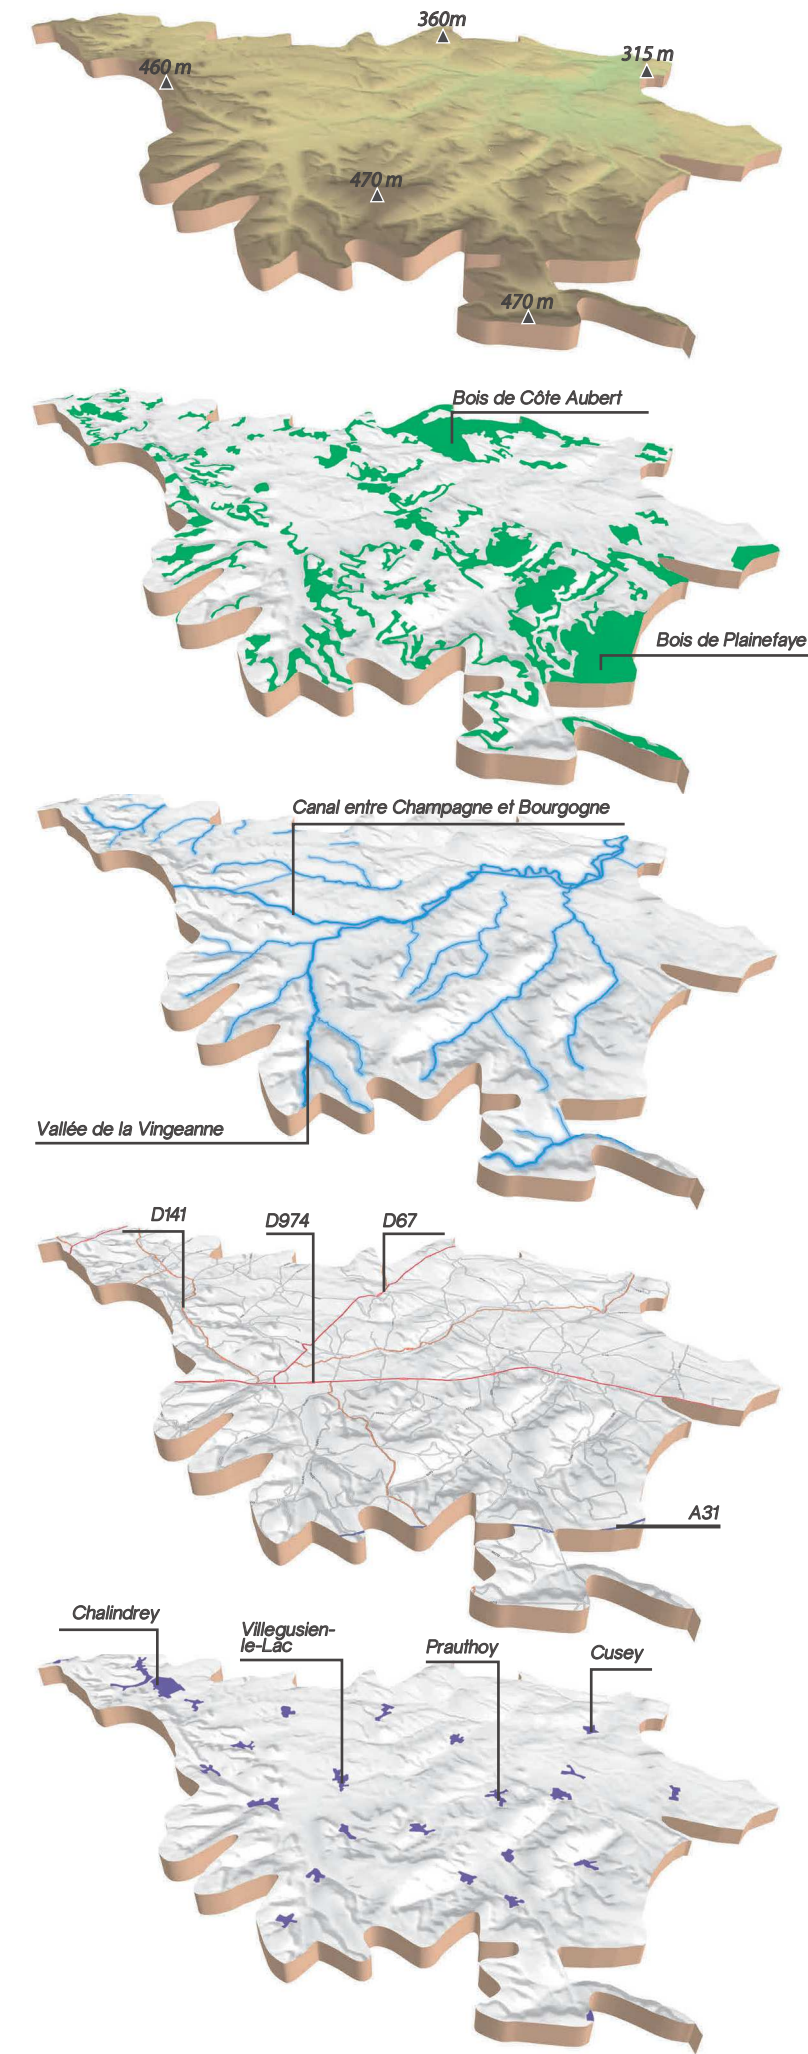 360m
315 m
460 m
470 m
470 m
Bois de Côte Aubert
Bois de Plainefaye
Canal entre Champagne et Bourgogne
Vallée de la Vingeanne
D141
D974
D67
A31
Chalindrey
Villegusien-
le-Lac
Prauthoy
Cusey